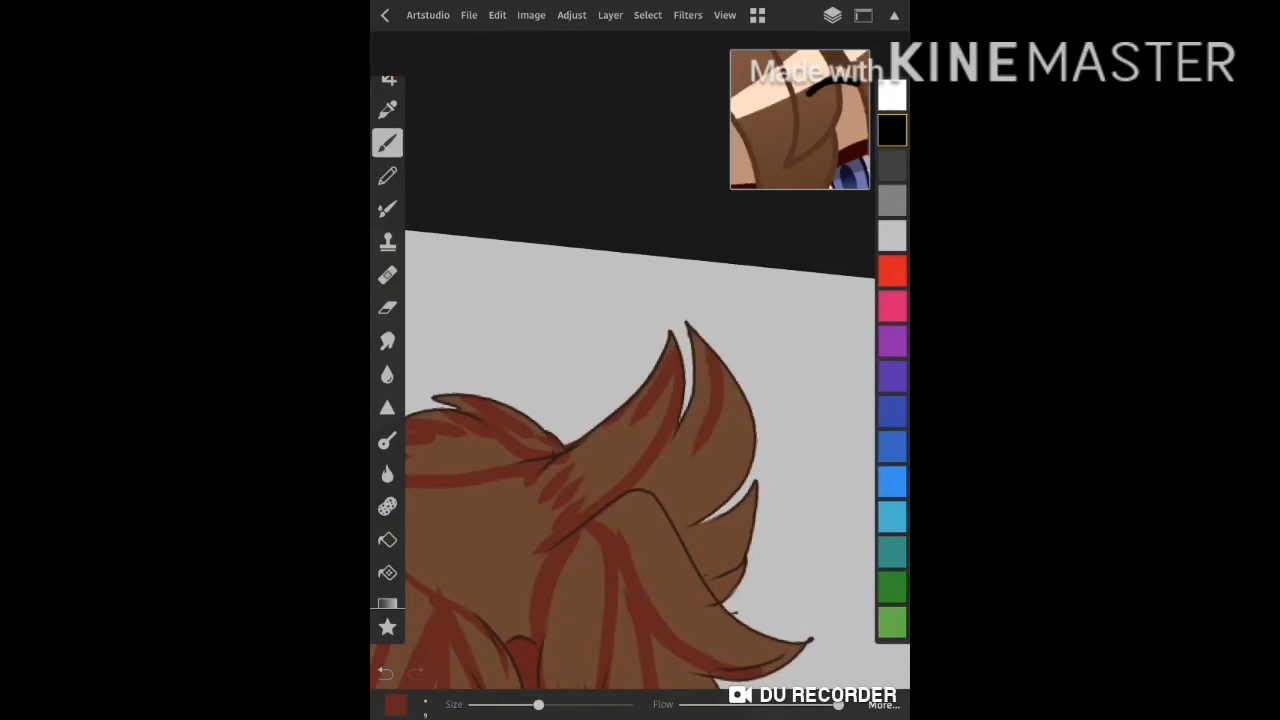 Artstudio File Edit Image Adjust Layer Select Filters View
Made with KINEMASTER
Size Flow More...
DU RECORDER